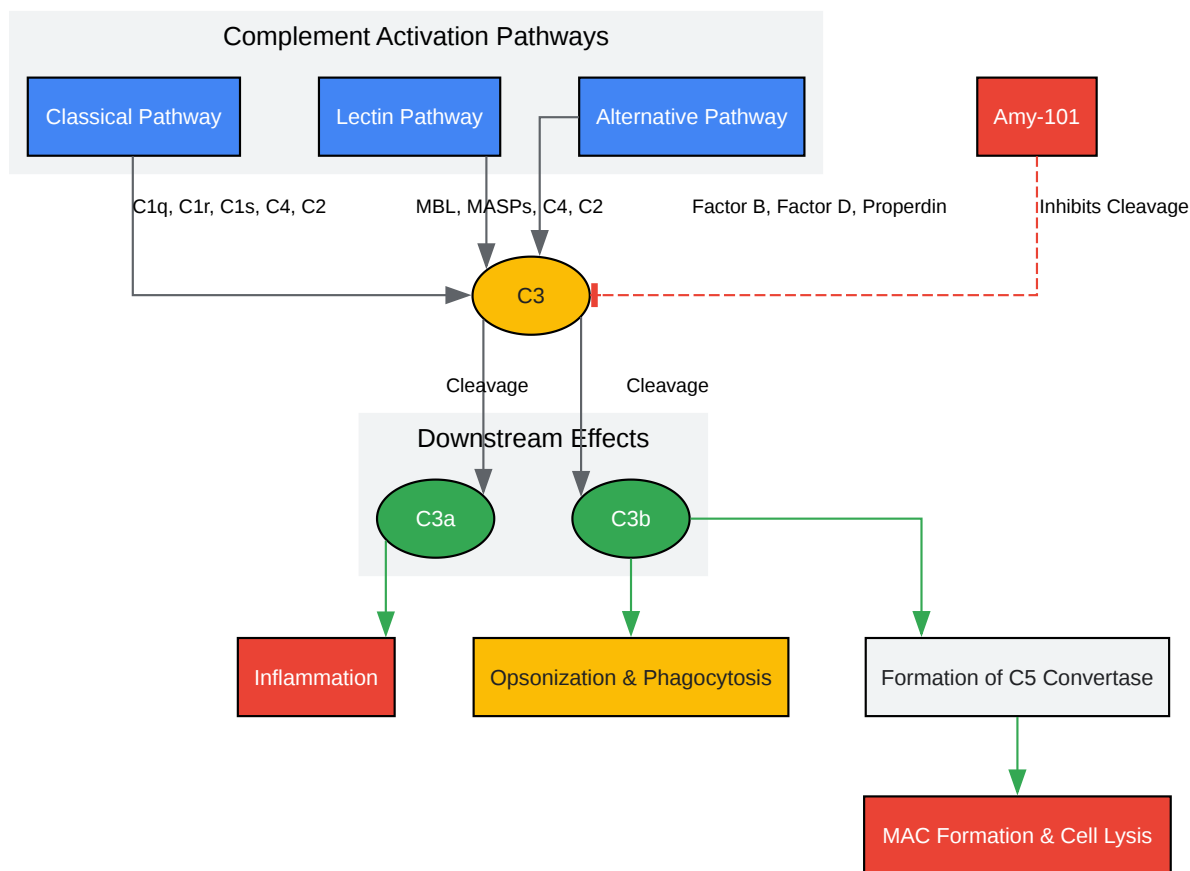 Complement Activation Pathways
Classical Pathway
Lectin Pathway
Alternative Pathway
Amy-101
C1q, C1r, C1s, C4, C2
MBL, MASPs, C4, C2
Factor B, Factor D, Properdin
Inhibits Cleavage
C3
Cleavage
Cleavage
Downstream Effects
C3a
C3b
Inflammation
Opsonization & Phagocytosis
Formation of C5 Convertase
MAC Formation & Cell Lysis